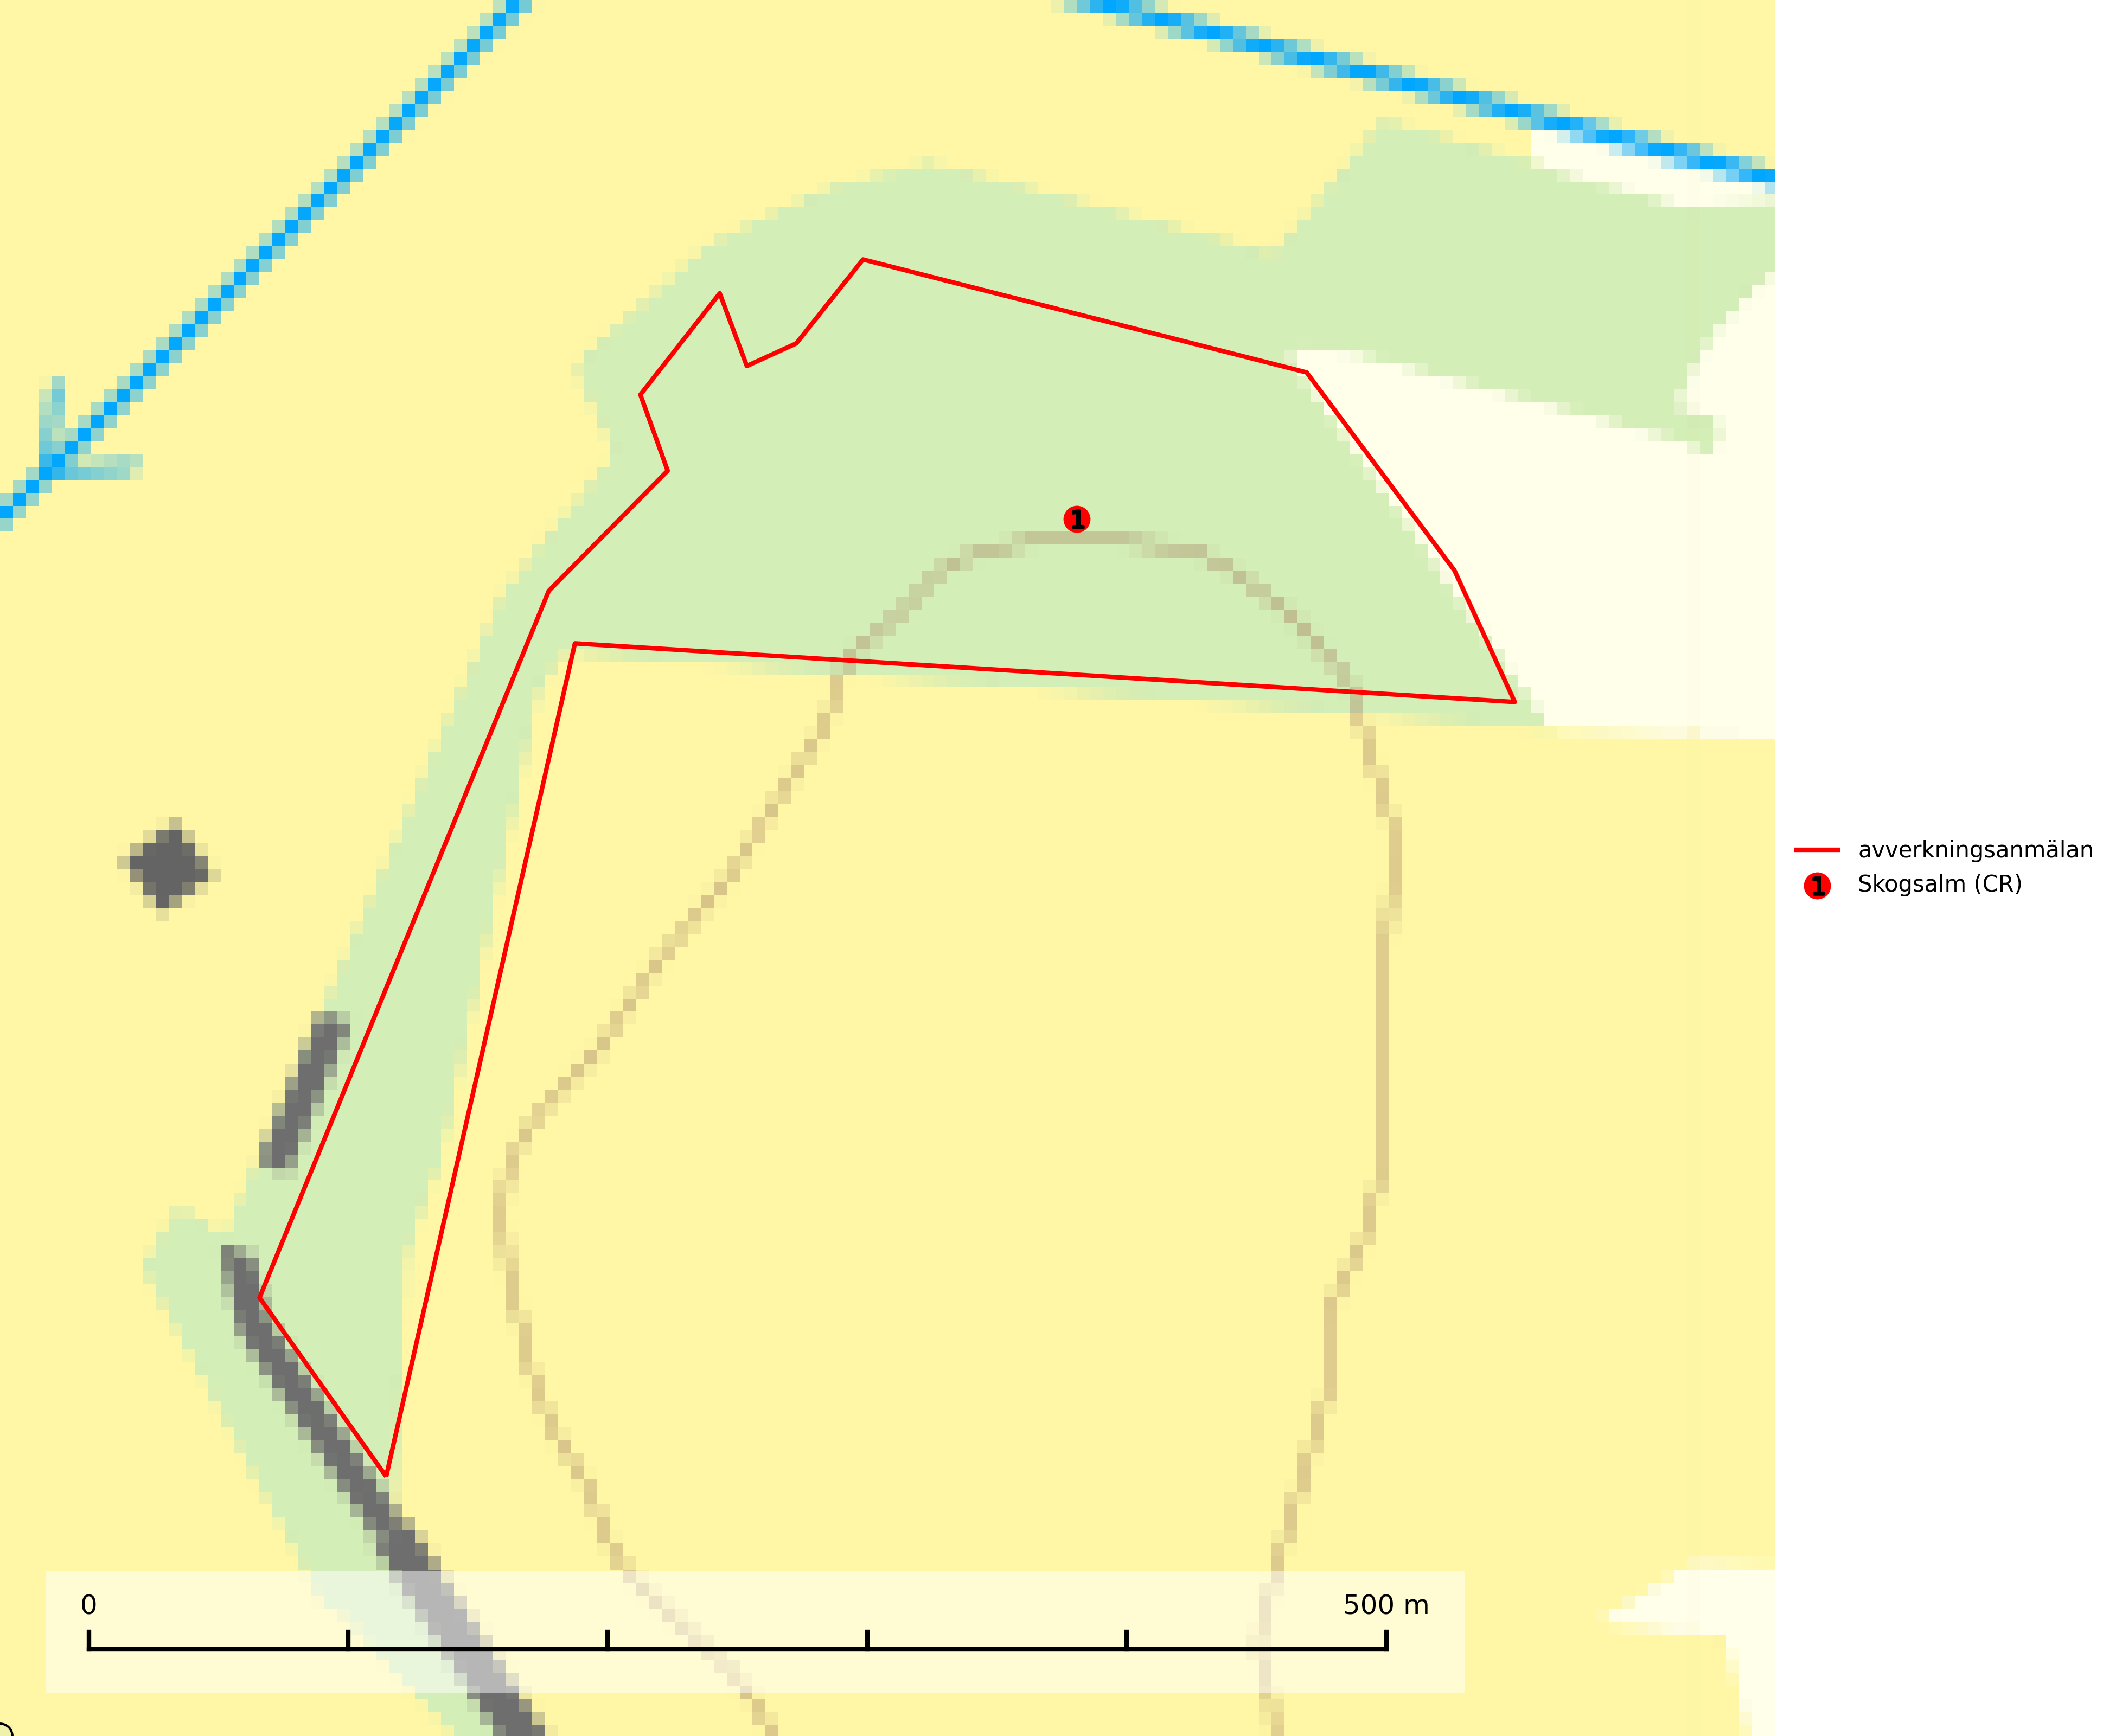 1
avverkningsanmälan
1 Skogsalm (CR)
0 500 m